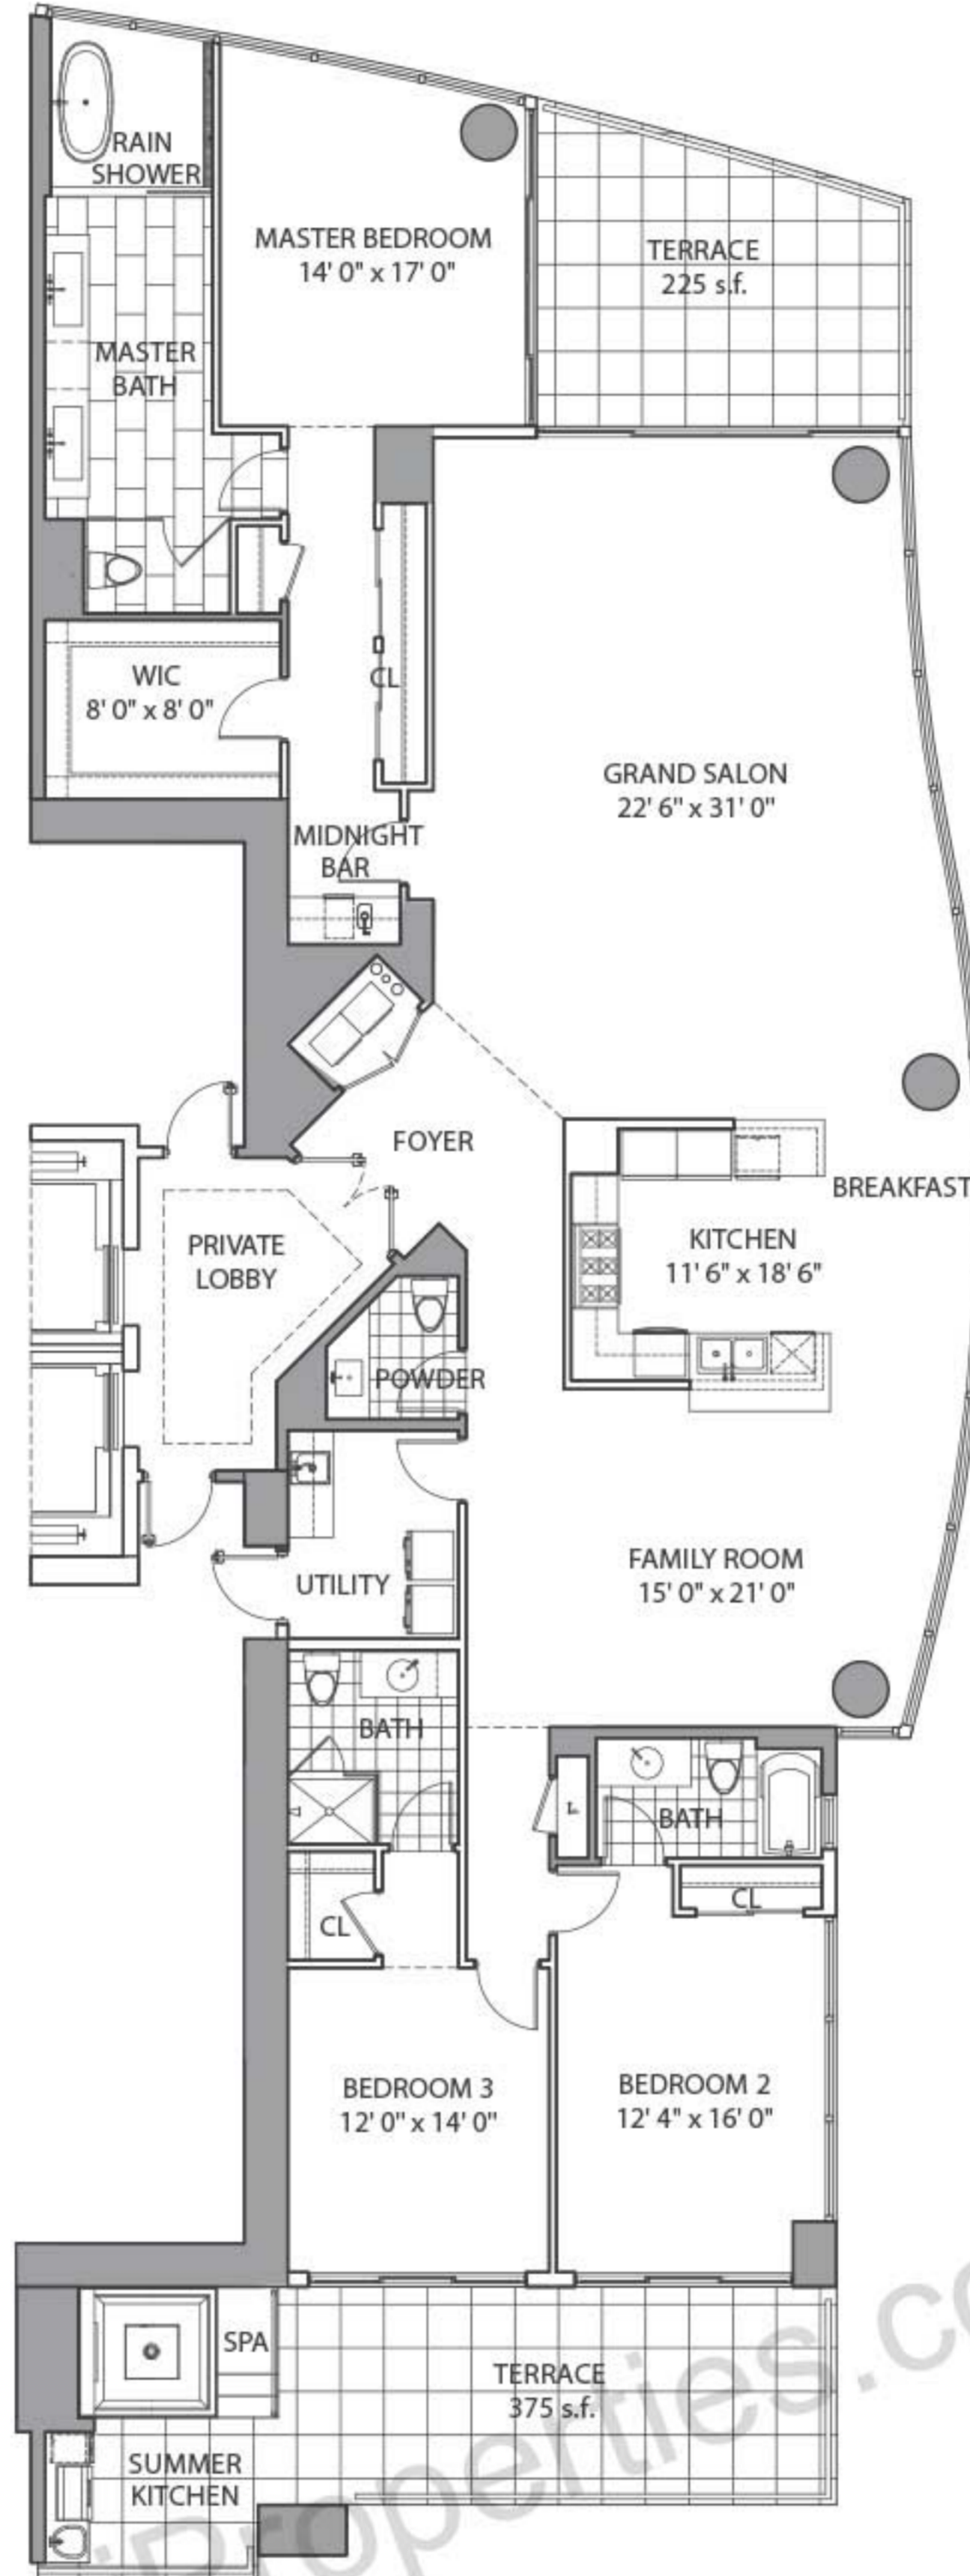 RAIN
SHOWER
MASTER BEDROOM
14' 0" x 17' 0"
TERRACE
225 s.f.
MASTER
BATH
WIC
8' 0" x 8' 0"
CL
GRAND SALON
22' 6" x 31' 0"
MIDNIGHT
BAR
FOYER
BREAKFAST
PRIVATE
LOBBY
KITCHEN
11' 6" x 18' 6"
POWDER
FAMILY ROOM
15' 0" x 21' 0"
UTILITY
BATH
L
BATH
CL
CL
BEDROOM 3
12' 0" x 14' 0"
BEDROOM 2
12' 4" x 16' 0"
SPA
TERRACE
375 s.f.
SUMMER
KITCHEN
iProperties.co